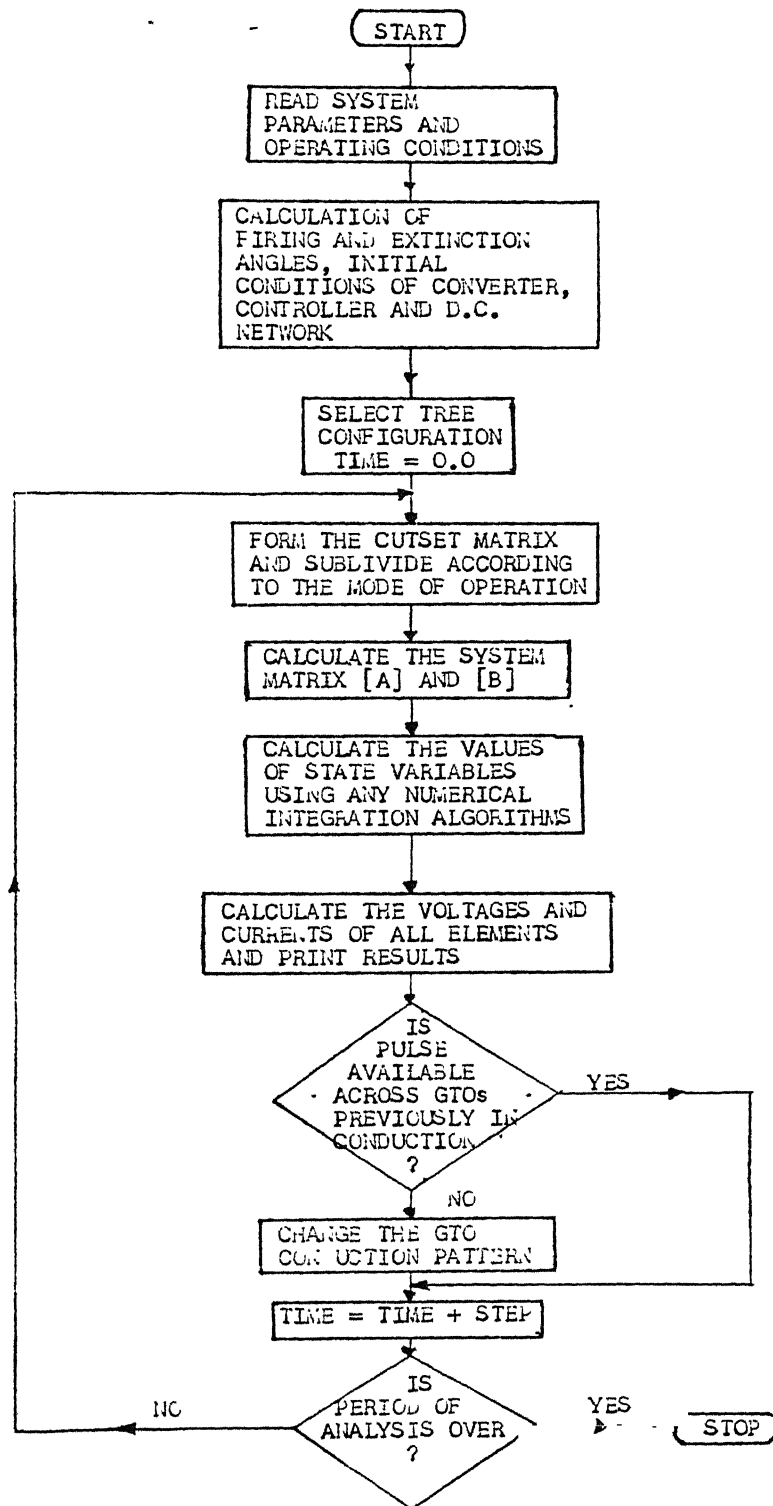 START
READ SYSTEM
PARAMETERS AND
OPERATING CONDITIONS
CALCULATION OF
FIRING AND EXTINCTION
ANGLES, INITIAL
CONDITIONS OF CONVERTER,
CONTROLLER AND D.C.
NETWORK
SELECT TREE
CONFIGURATION
TIME = 0.0
FORM THE CUTSET MATRIX
AND SUBDIVIDE ACCORDING
TO THE MODE OF OPERATION
CALCULATE THE SYSTEM
MATRIX [A] AND [B]
CALCULATE THE VALUES
OF STATE VARIABLES
USING ANY NUMERICAL
INTEGRATION ALGORITHMS
CALCULATE THE VOLTAGES AND
CURRENTS OF ALL ELEMENTS
AND PRINT RESULTS
IS
PULSE
AVAILABLE
ACROSS GTOs
PREVIOUSLY IN
CONDUCTION
?
YES
NO
CHANGE THE GTO
CON UCTION PATTERN
TIME = TIME + STEP
IS
PERIOD OF
ANALYSIS OVER
?
NO
YES
STOP